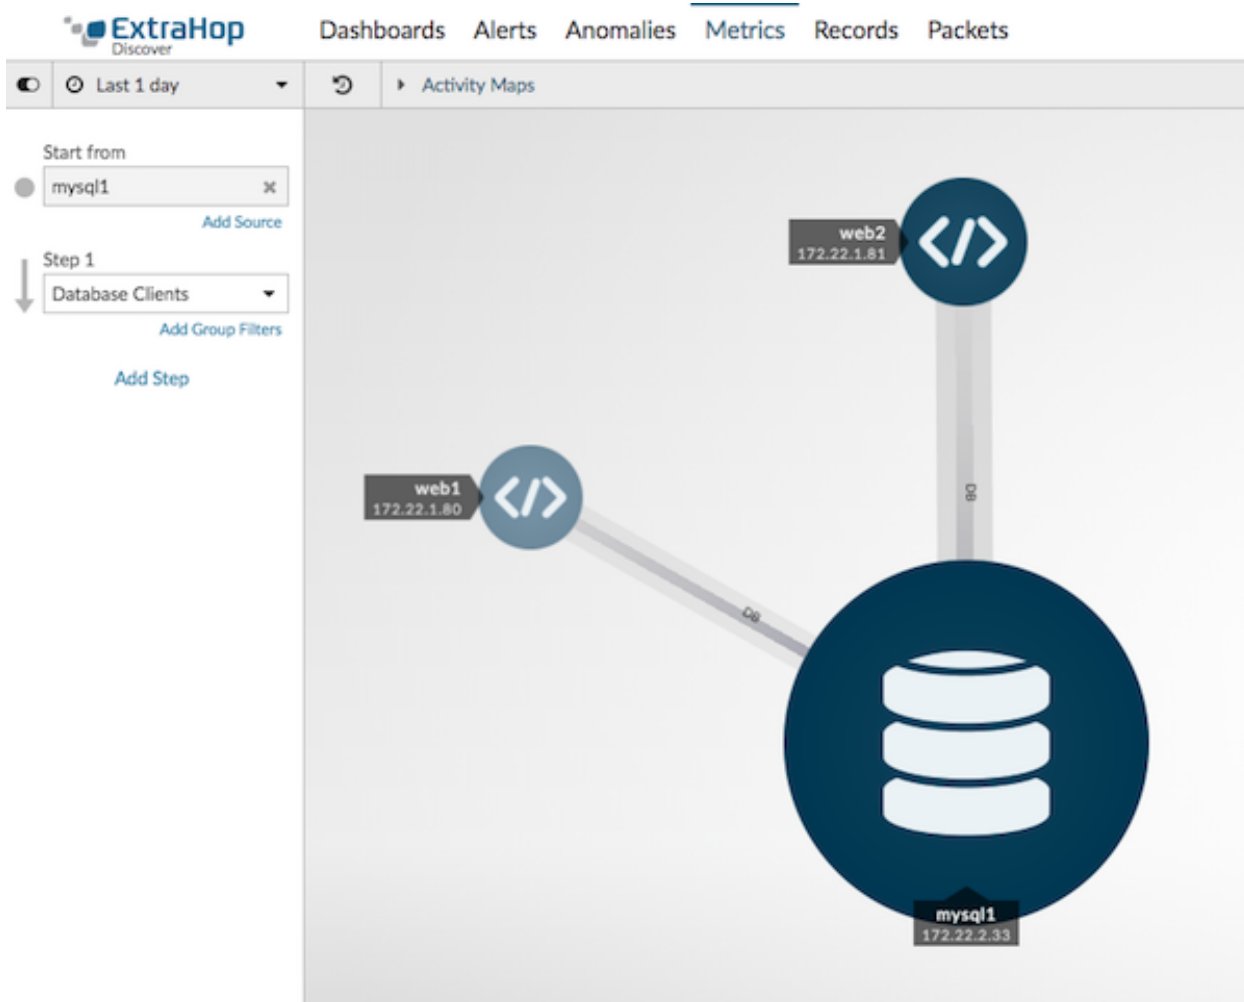 ExtraHop
Discover
Dashboards Alerts Anomalies Metrics Records Packets
Last 1 day
Activity Maps
Start from
mysql1
Add Source
Step 1
Database Clients
Add Group Filters
Add Step
web2
172.22.1.81
DB
web1
172.22.1.80
DB
mysql1
172.22.2.33